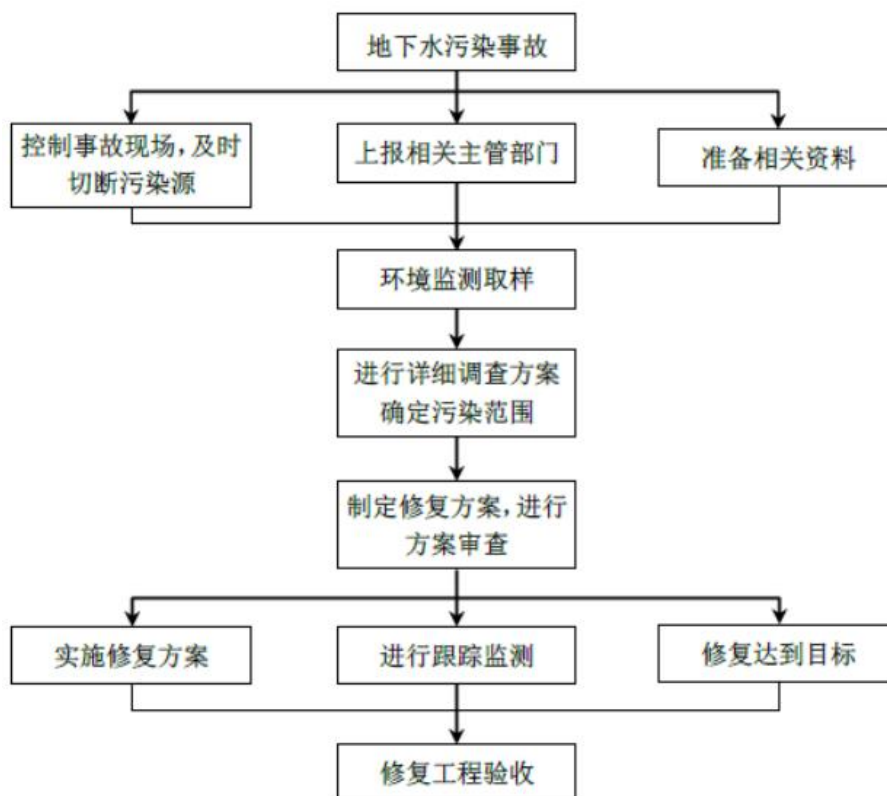 地下水污染事故
控制事故现场，及时
切断污染源
上报相关主管部门
准备相关资料
环境监测取样
进行详细调查方案
确定污染范围
制定修复方案，进行
方案审查
实施修复方案
进行跟踪监测
修复达到目标
修复工程验收